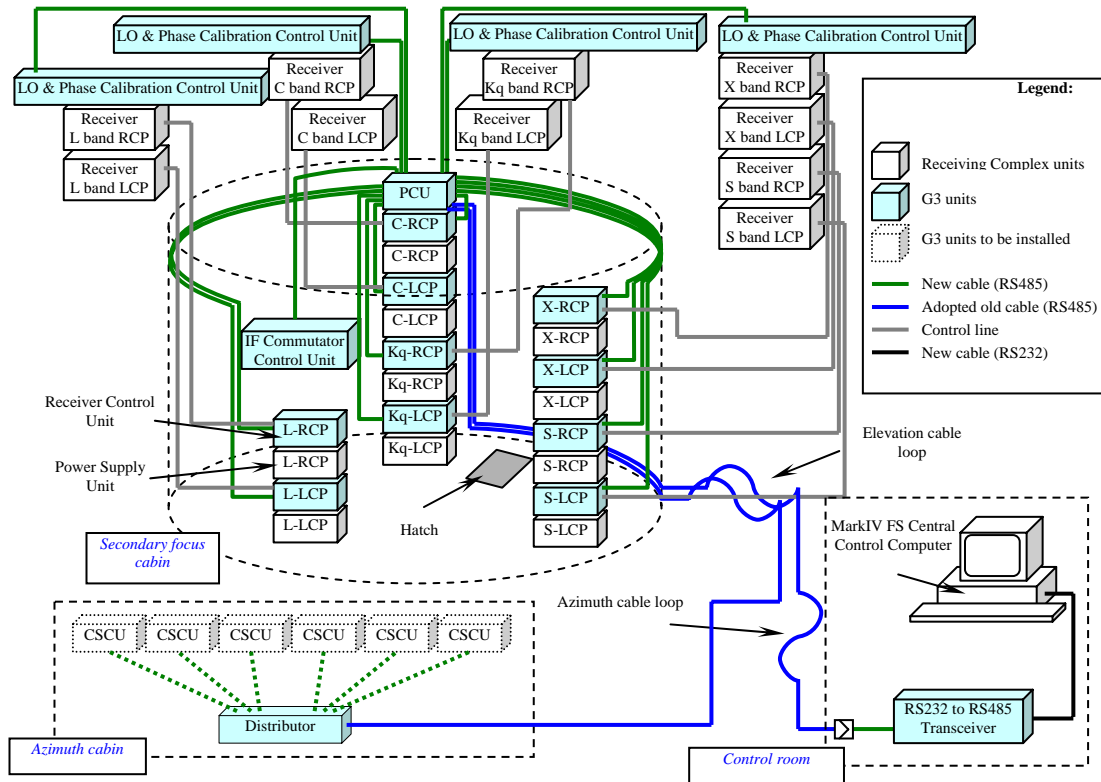 LO & Phase Calibration Control Unit
LO & Phase Calibration Control Unit
LO & Phase Calibration Control Unit
LO & Phase Calibration Control Unit
Receiver
C band RCP
Receiver
C band LCP
Receiver
L band RCP
Receiver
L band LCP
Receiver
Kq band RCP
Receiver
Kq band LCP
Receiver
X band RCP
Receiver
X band LCP
Receiver
S band RCP
Receiver
S band LCP
Legend:
Receiving Complex units
G3 units
G3 units to be installed
New cable (RS485)
Adopted old cable (RS485)
Control line
New cable (RS232)
PCU
C-RCP
C-RCP
C-LCP
C-LCP
Kq-RCP
Kq-RCP
Kq-LCP
Kq-LCP
IF Commutator
Control Unit
X-RCP
X-RCP
X-LCP
X-LCP
S-RCP
S-RCP
S-LCP
S-LCP
Receiver Control
Unit
Power Supply
Unit
L-RCP
L-RCP
L-LCP
L-LCP
Hatch
Secondary focus
cabin
Elevation cable
loop
MarkIV FS Central
Control Computer
Azimuth cable loop
CSCU
CSCU
CSCU
CSCU
CSCU
CSCU
Distributor
Azimuth cabin
RS232 to RS485
Transceiver
Control room